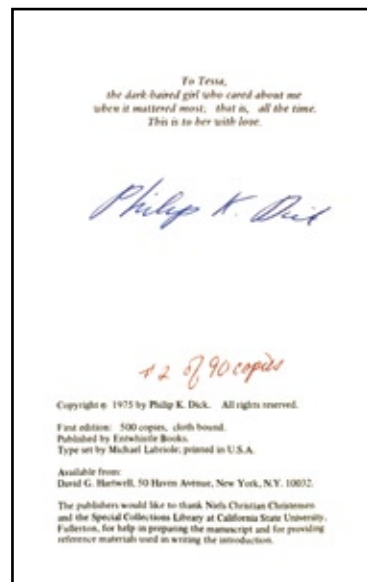 To Tessa,
the dark-haired girl who cared about me
when it mattered most; that is, all the time.
This is to her with love.
Philip K. Dick
#2 of 90 copies
Copyright © 1975 by Philip K. Dick. All rights reserved.
First edition: 500 copies, cloth bound.
Published by Entwhistle Books.
Type set by Michael Labriole; printed in U.S.A.
Available from:
David G. Hartwell, 50 Haven Avenue, New York, N.Y. 10032.
The publishers would like to thank Niels Christian Christensen
and the Special Collections Library at California State University,
Fullerton, for help in preparing the manuscript and for providing
reference materials used in writing the introduction.